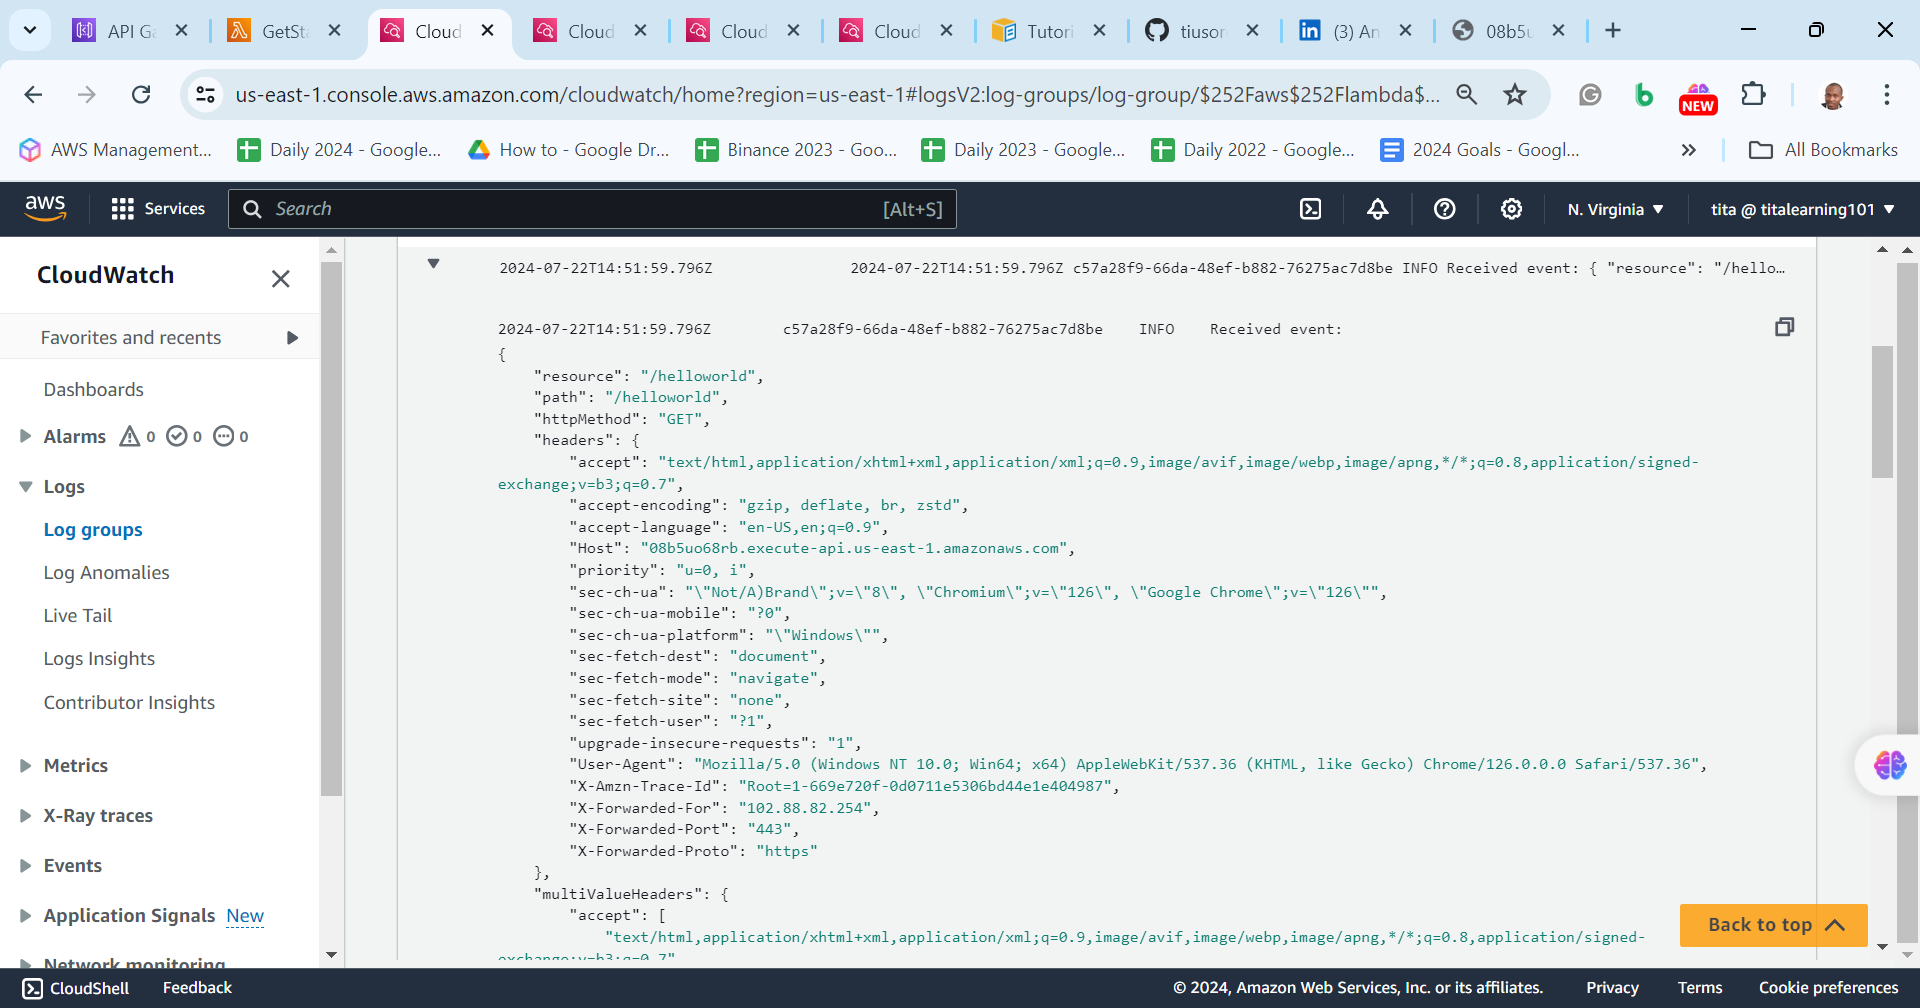 API Ga
GetSta
Cloud
Cloud
Cloud
Cloud
Tutori
tiusor
(3) An
08b5u
us-east-1.console.aws.amazon.com/cloudwatch/home?region=us-east-1#logsV2:log-groups/log-group/$252Faws$252Flambda$...
NEW
AWS Management...
Daily 2024 - Google...
How to - Google Dr...
Binance 2023 - Goo...
Daily 2023 - Google...
Daily 2022 - Google...
2024 Goals - Googl...
All Bookmarks
aws
Services
Search
[Alt+S]
N. Virginia
tita @ titalearning101
CloudWatch
Favorites and recents
Dashboards
Alarms 0 0 0
Logs
Log groups
Log Anomalies
Live Tail
Logs Insights
Contributor Insights
Metrics
X-Ray traces
Events
Application Signals New
Network monitoring
2024-07-22T14:51:59.796Z 2024-07-22T14:51:59.796Z c57a28f9-66da-48ef-b882-76275ac7d8be INFO Received event: { "resource": "/hello…
2024-07-22T14:51:59.796Z c57a28f9-66da-48ef-b882-76275ac7d8be INFO Received event:
{
"resource": "/helloworld",
"path": "/helloworld",
"httpMethod": "GET",
"headers": {
"accept": "text/html,application/xhtml+xml,application/xml;q=0.9,image/avif,image/webp,image/apng,*/*;q=0.8,application/signed-
exchange;v=b3;q=0.7",
"accept-encoding": "gzip, deflate, br, zstd",
"accept-language": "en-US,en;q=0.9",
"Host": "08b5uo68rb.execute-api.us-east-1.amazonaws.com",
"priority": "u=0, i",
"sec-ch-ua": "\"Not/A)Brand\";v=\"8\", \"Chromium\";v=\"126\", \"Google Chrome\";v=\"126\"",
"sec-ch-ua-mobile": "?0",
"sec-ch-ua-platform": "\"Windows\"",
"sec-fetch-dest": "document",
"sec-fetch-mode": "navigate",
"sec-fetch-site": "none",
"sec-fetch-user": "?1",
"upgrade-insecure-requests": "1",
"User-Agent": "Mozilla/5.0 (Windows NT 10.0; Win64; x64) AppleWebKit/537.36 (KHTML, like Gecko) Chrome/126.0.0.0 Safari/537.36",
"X-Amzn-Trace-Id": "Root=1-669e720f-0d0711e5306bd44e1e404987",
"X-Forwarded-For": "102.88.82.254",
"X-Forwarded-Port": "443",
"X-Forwarded-Proto": "https"
},
"multiValueHeaders": {
"accept": [
"text/html,application/xhtml+xml,application/xml;q=0.9,image/avif,image/webp,image/apng,*/*;q=0.8,application/signed-
exchange;v=b3;q=0.7"
Back to top
CloudShell
Feedback
© 2024, Amazon Web Services, Inc. or its affiliates.
Privacy
Terms
Cookie preferences